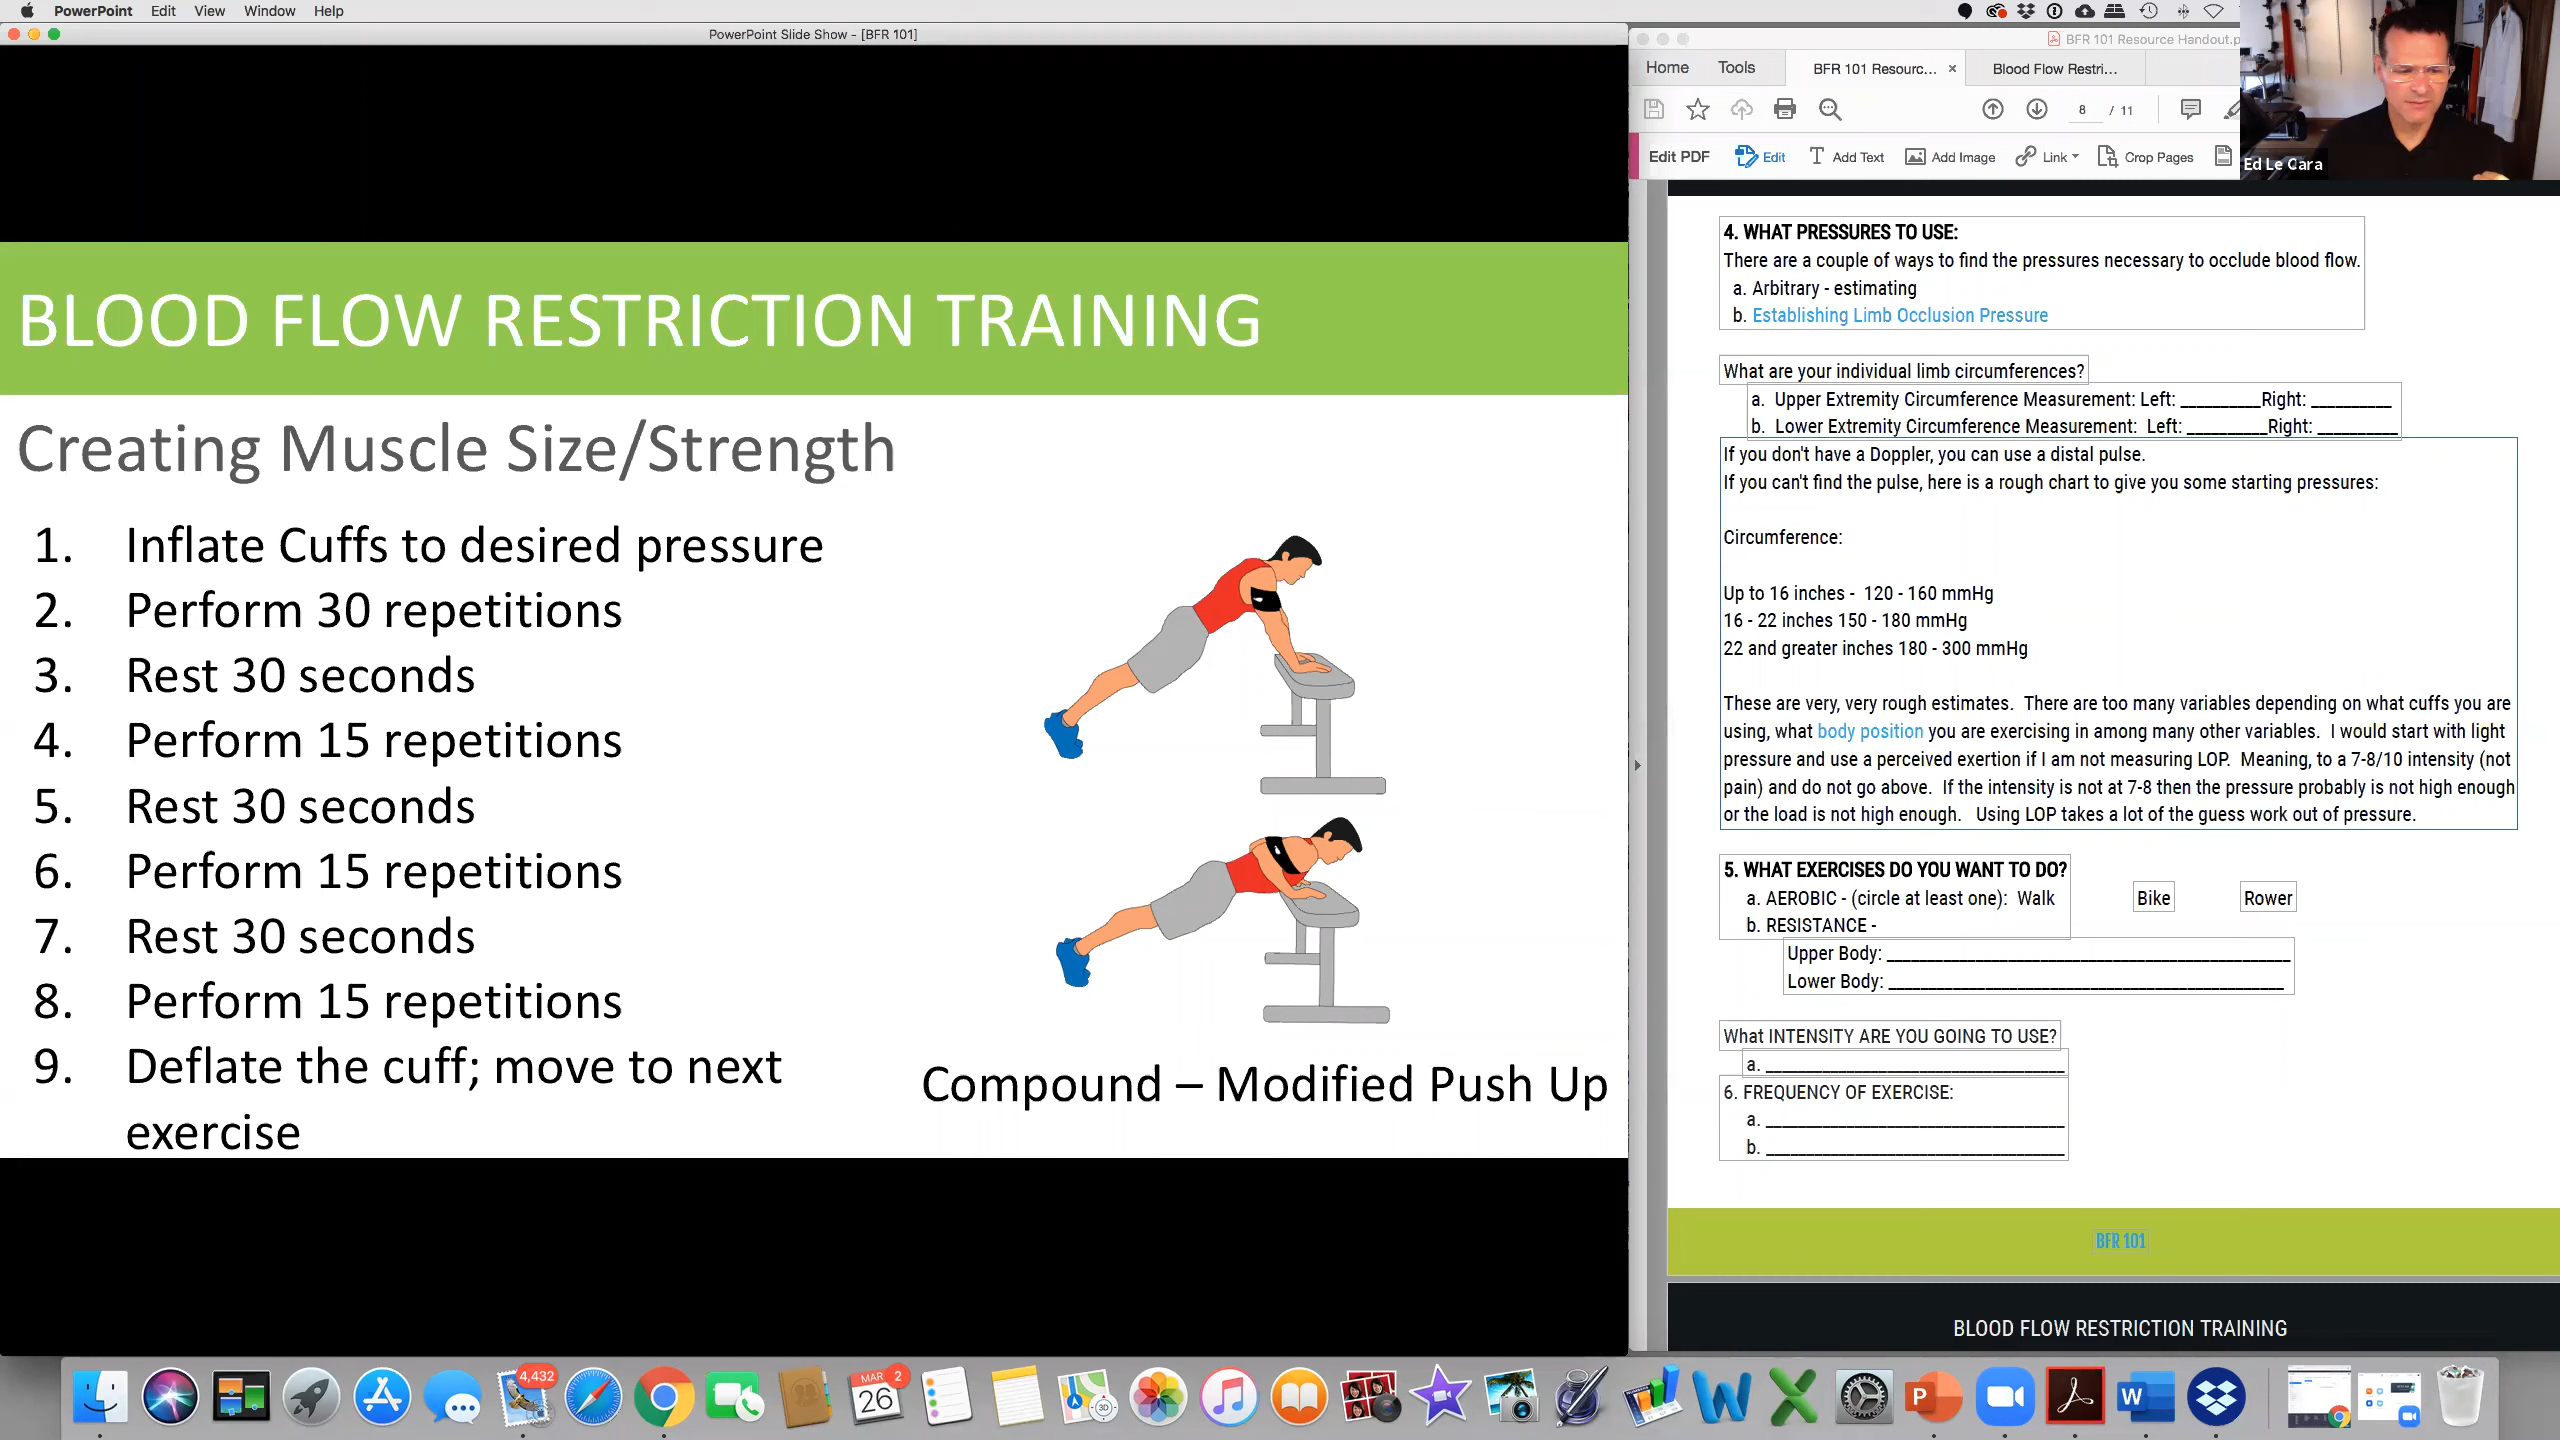 PowerPoint Edit View Window Help
PowerPoint Slide Show - [BFR 101]
BLOOD FLOW RESTRICTION TRAINING
Creating Muscle Size/Strength
1. Inflate Cuffs to desired pressure
2. Perform 30 repetitions
3. Rest 30 seconds
4. Perform 15 repetitions
5. Rest 30 seconds
6. Perform 15 repetitions
7. Rest 30 seconds
8. Perform 15 repetitions
9. Deflate the cuff; move to next
exercise
Compound – Modified Push Up
BFR 101 Resource Handout.p
Home Tools BFR 101 Resourc... × Blood Flow Restri...
8 / 11
Edit PDF Edit Add Text Add Image Link Crop Pages
Ed Le Cara
4. WHAT PRESSURES TO USE:
There are a couple of ways to find the pressures necessary to occlude blood flow.
a. Arbitrary - estimating
b. Establishing Limb Occlusion Pressure
What are your individual limb circumferences?
a. Upper Extremity Circumference Measurement: Left: __________Right: __________
b. Lower Extremity Circumference Measurement: Left: __________Right: __________
If you don't have a Doppler, you can use a distal pulse.
If you can't find the pulse, here is a rough chart to give you some starting pressures:
Circumference:
Up to 16 inches - 120 - 160 mmHg
16 - 22 inches 150 - 180 mmHg
22 and greater inches 180 - 300 mmHg
These are very, very rough estimates. There are too many variables depending on what cuffs you are
using, what body position you are exercising in among many other variables. I would start with light
pressure and use a perceived exertion if I am not measuring LOP. Meaning, to a 7-8/10 intensity (not
pain) and do not go above. If the intensity is not at 7-8 then the pressure probably is not high enough
or the load is not high enough. Using LOP takes a lot of the guess work out of pressure.
5. WHAT EXERCISES DO YOU WANT TO DO?
a. AEROBIC - (circle at least one): Walk Bike Rower
b. RESISTANCE -
Upper Body: ____________________
Lower Body: ____________________
What INTENSITY ARE YOU GOING TO USE?
a. ____________________
6. FREQUENCY OF EXERCISE:
a. ____________________
b. ____________________
BFR 101
BLOOD FLOW RESTRICTION TRAINING
4,432
MAR 2
26
3D
P
W